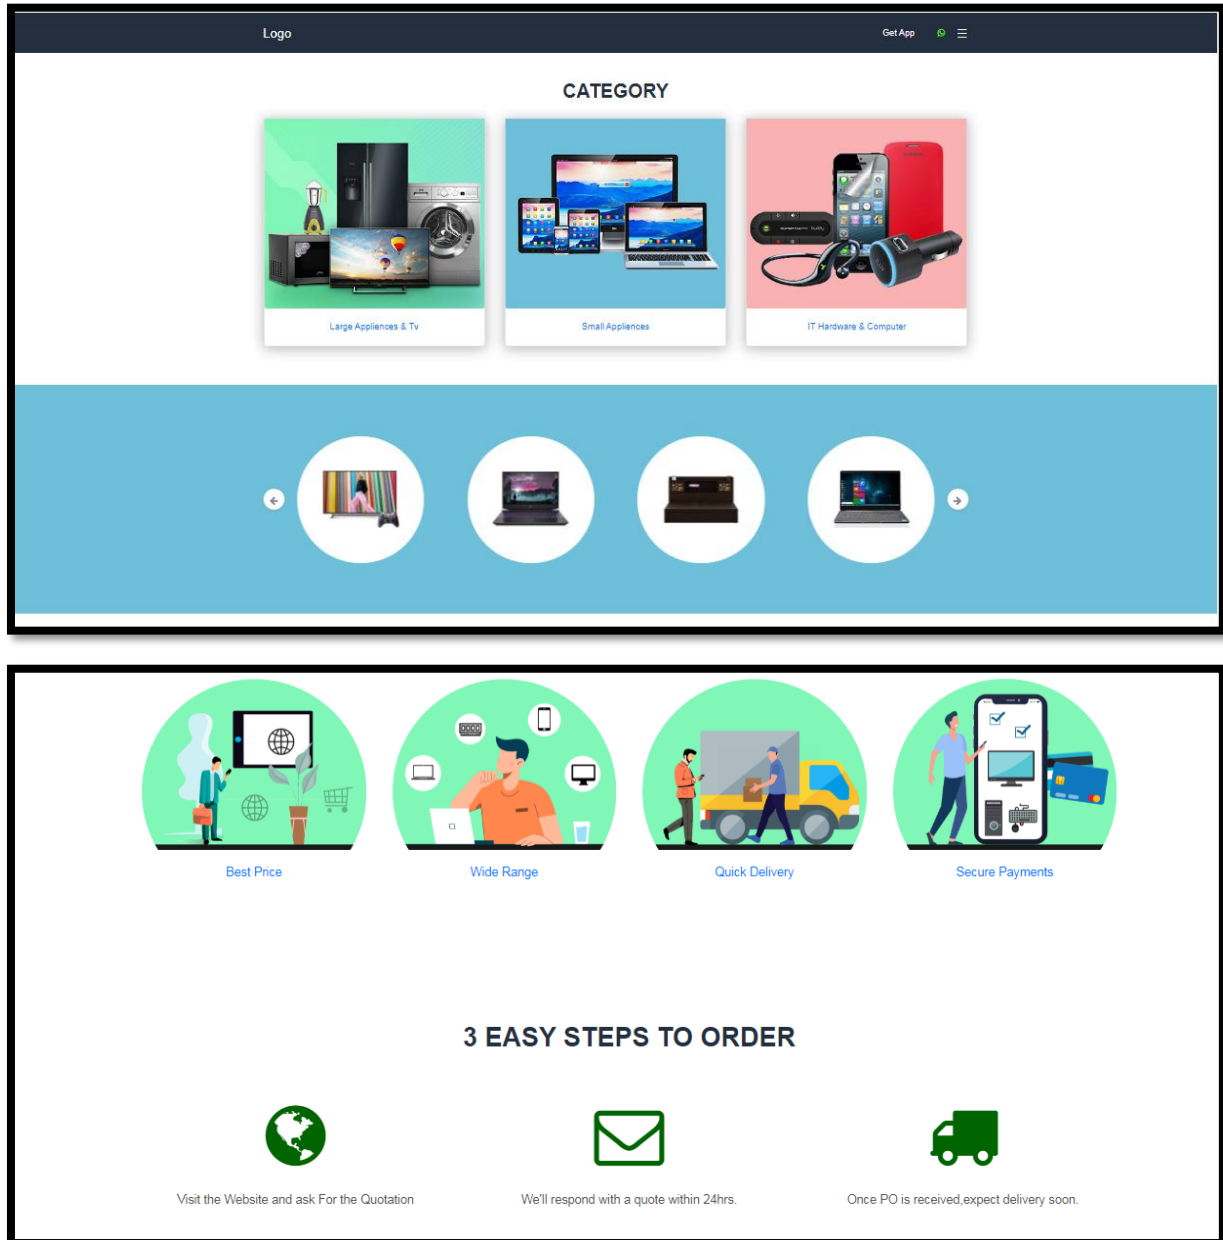 Logo
Get App
CATEGORY
Large Appliences & Tv
Small Appliences
IT Hardware & Computer
Best Price
Wide Range
Quick Delivery
Secure Payments
3 EASY STEPS TO ORDER
Visit the Website and ask For the Quotation
We'll respond with a quote within 24hrs.
Once PO is received,expect delivery soon.